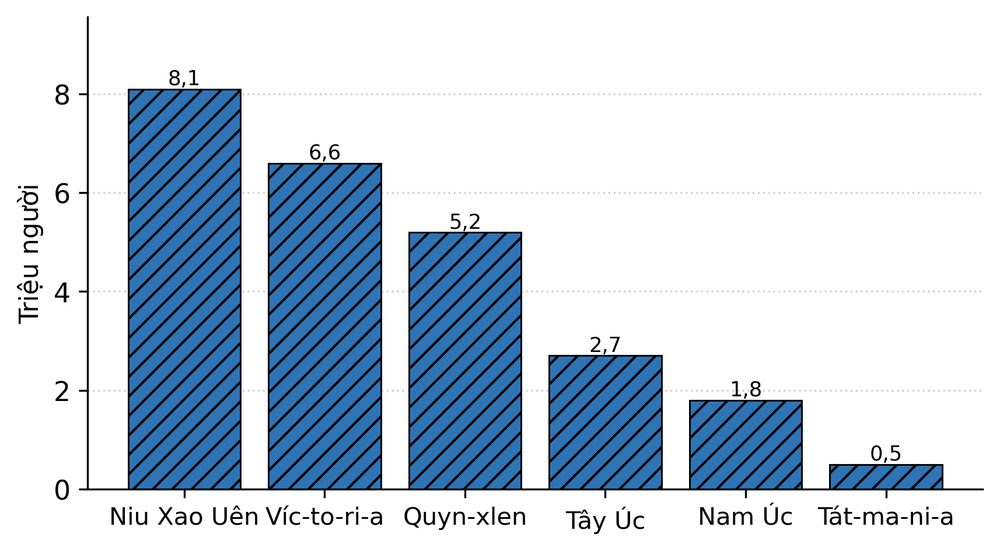 Triệu người
8
6
4
2
0
8,1
6,6
5,2
2,7
1,8
0,5
Niu Xao Uên
Víc-to-ri-a
Quyn-xlen
Tây Úc
Nam Úc
Tát-ma-ni-a